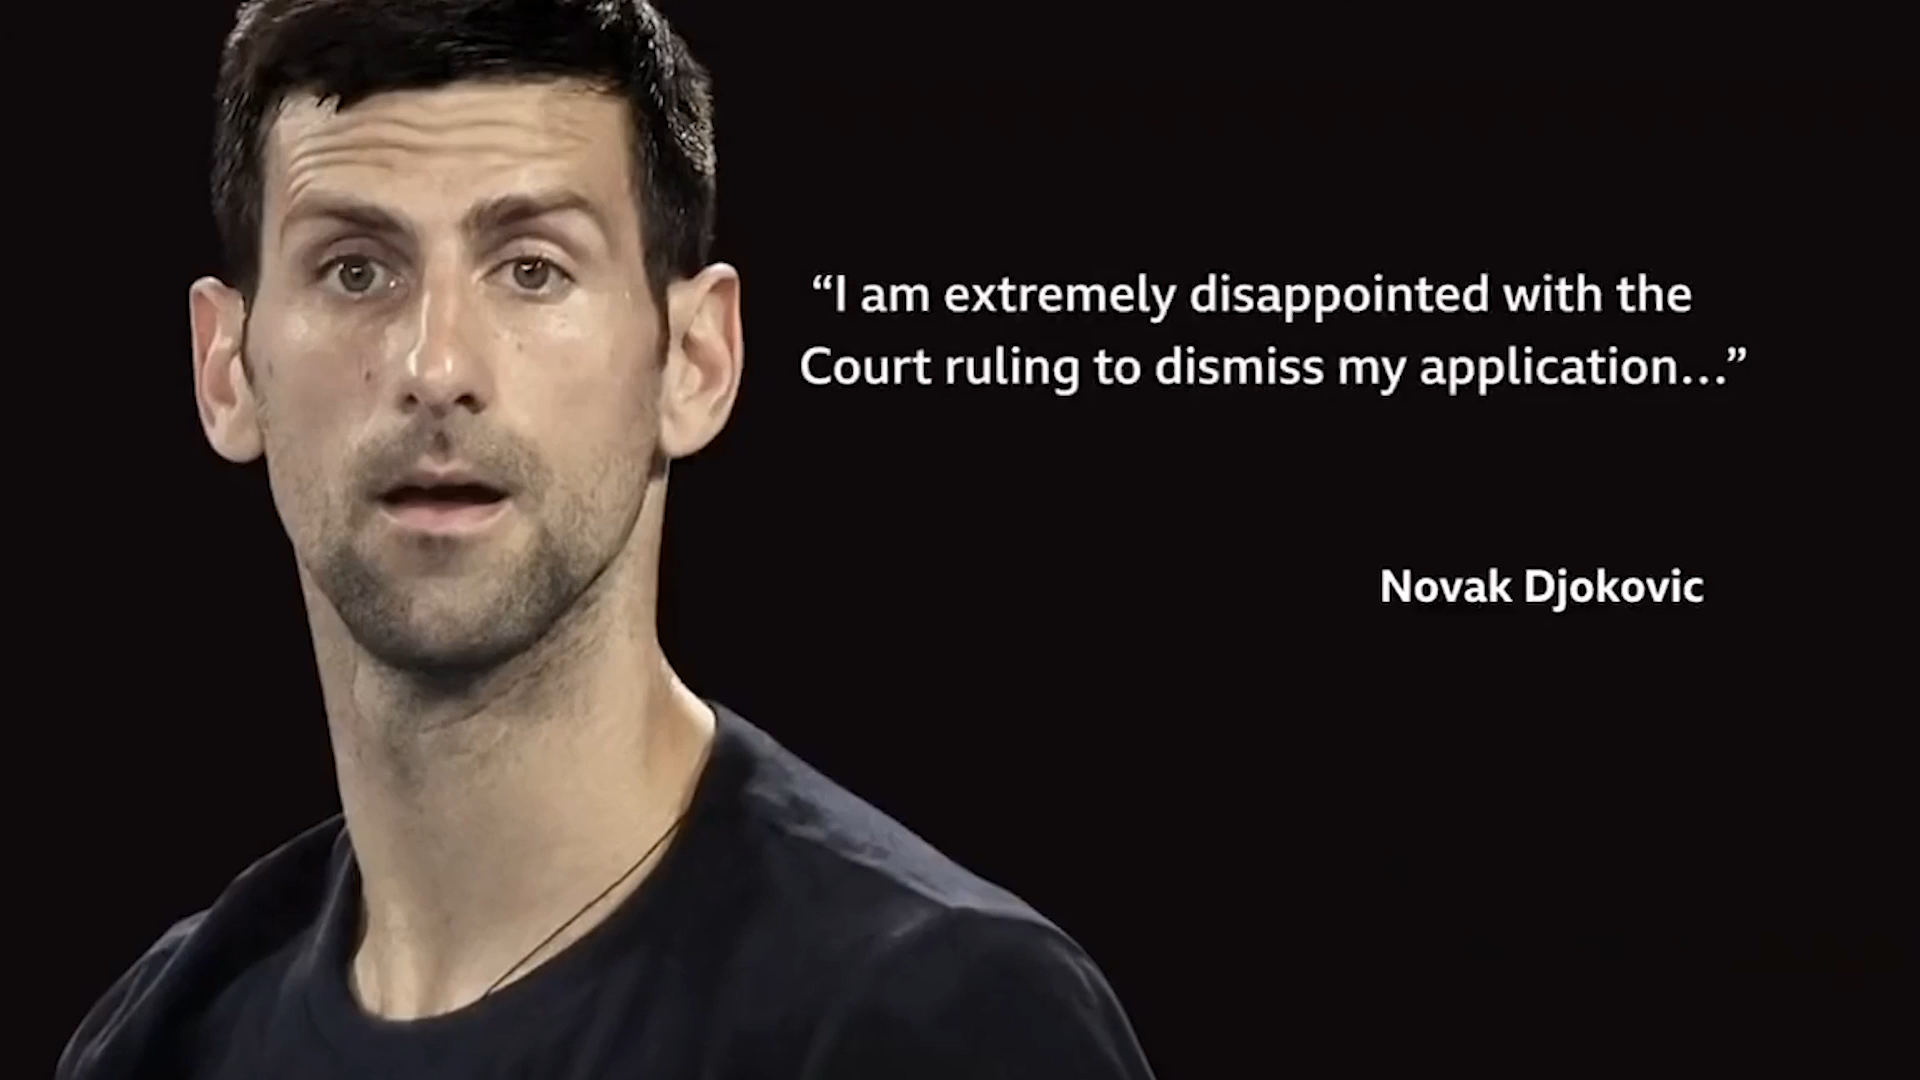 “I am extremely disappointed with the
Court ruling to dismiss my application...”
Novak Djokovic